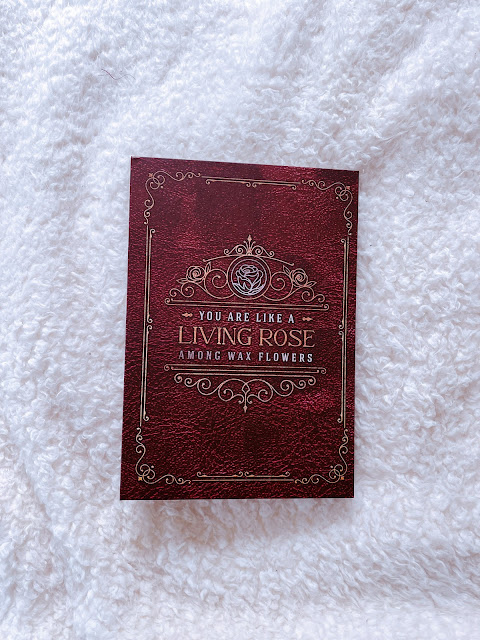 YOU ARE LIKE A
LIVING ROSE
AMONG WAX FLOWERS